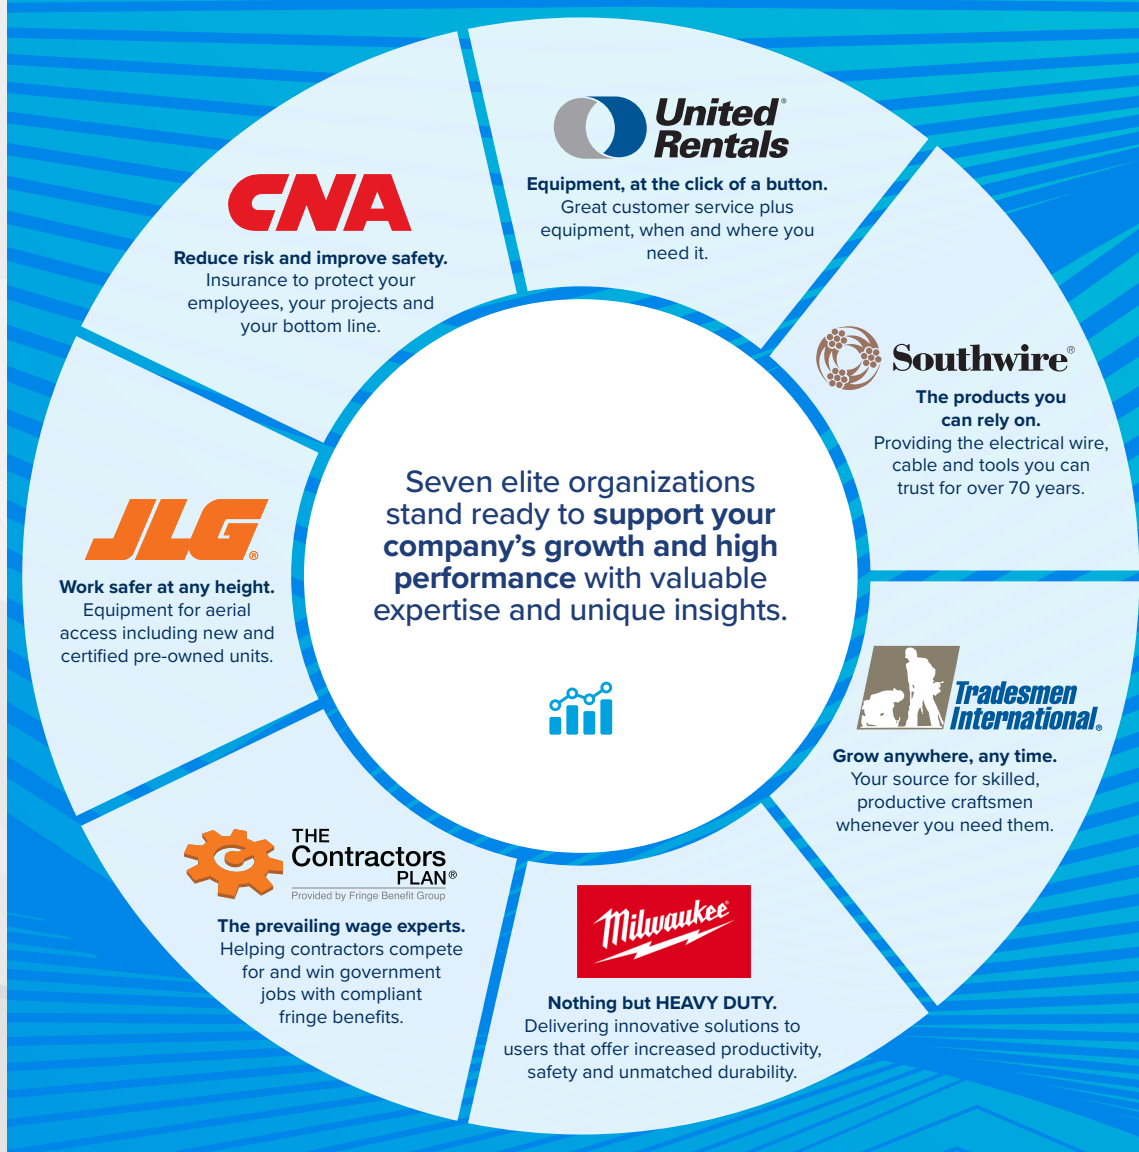 United®
Rentals
Equipment, at the click of a button.
Great customer service plus
equipment, when and where you
need it.
Southwire®
The products you
can rely on.
Providing the electrical wire,
cable and tools you can
trust for over 70 years.
Tradesmen
International®
Grow anywhere, any time.
Your source for skilled,
productive craftsmen
whenever you need them.
Milwaukee®
Nothing but HEAVY DUTY.
Delivering innovative solutions to
users that offer increased productivity,
safety and unmatched durability.
THE
Contractors
PLAN®
Provided by Fringe Benefit Group
The prevailing wage experts.
Helping contractors compete
for and win government
jobs with compliant
fringe benefits.
JLG®
Work safer at any height.
Equipment for aerial
access including new and
certified pre-owned units.
CNA
Reduce risk and improve safety.
Insurance to protect your
employees, your projects and
your bottom line.
Seven elite organizations
stand ready to support your
company’s growth and high
performance with valuable
expertise and unique insights.